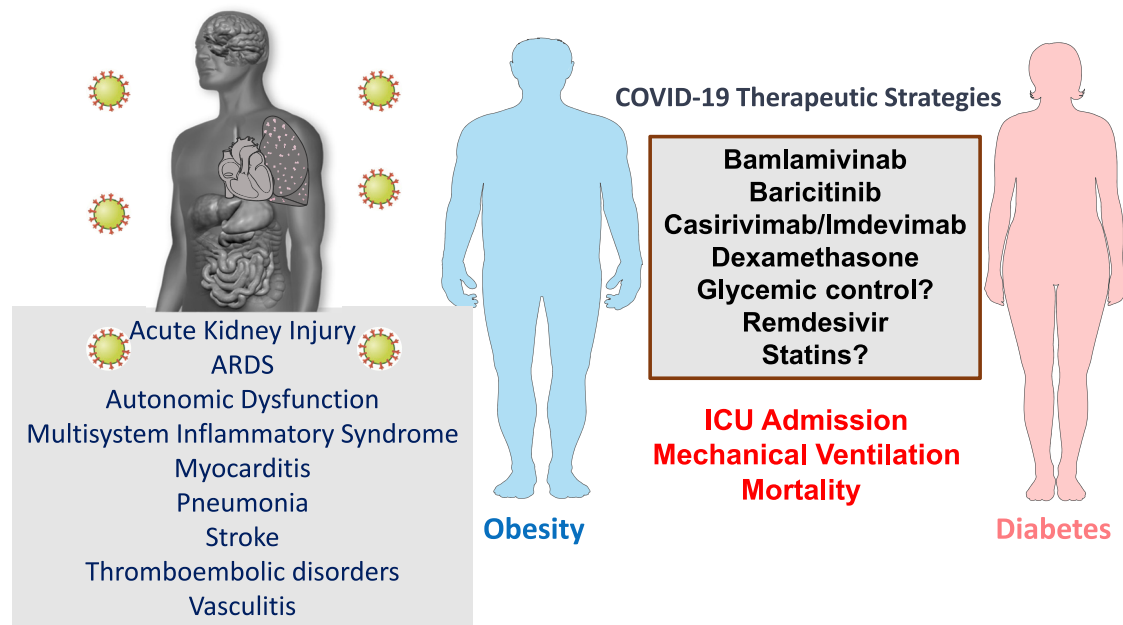 COVID-19 Therapeutic Strategies
Bamlamivinab
Baricitinib
Casirivimab/Imdevimab
Dexamethasone
Glycemic control?
Remdesivir
Statins?
ICU Admission
Mechanical Ventilation
Mortality
Obesity
Diabetes
Acute Kidney Injury
ARDS
Autonomic Dysfunction
Multisystem Inflammatory Syndrome
Myocarditis
Pneumonia
Stroke
Thromboembolic disorders
Vasculitis